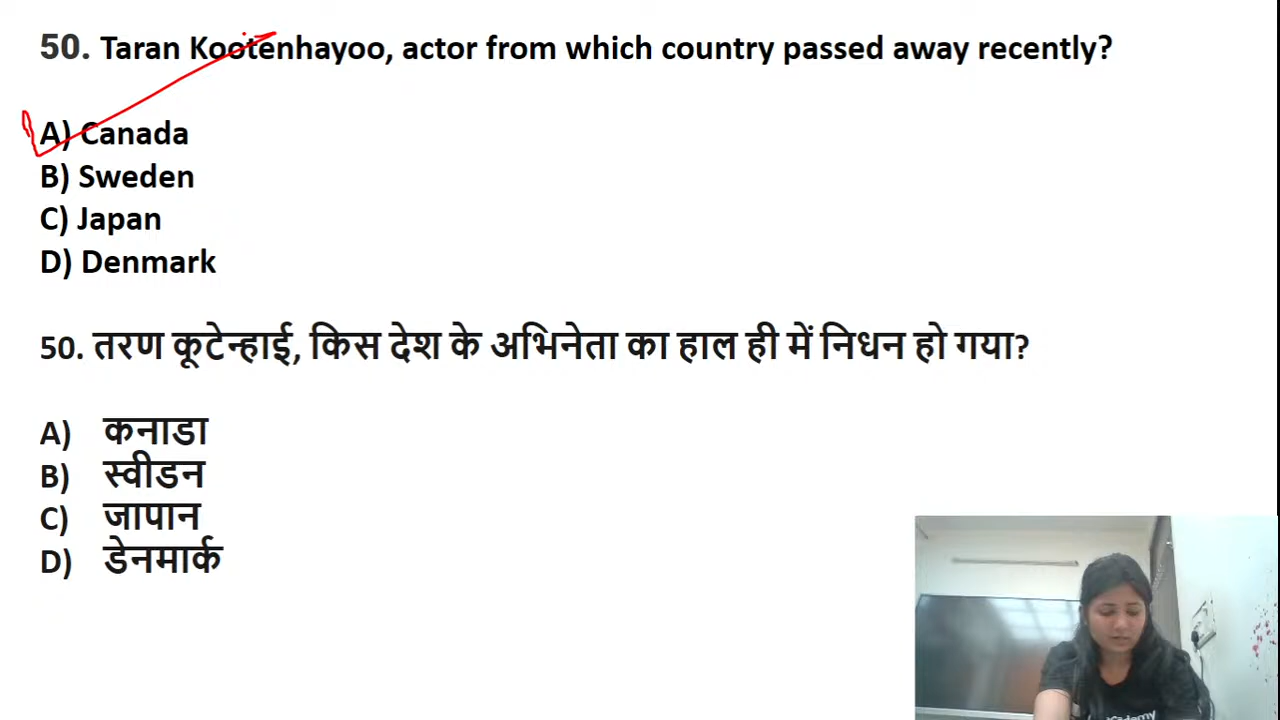 50. Taran Kootenhayoo, actor from which country passed away recently?
A) Canada
B) Sweden
C) Japan
D) Denmark
50. तरण कूटेन्हाई, किस देश के अभिनेता का हाल ही में निधन हो गया?
A) कनाडा
B) स्वीडन
C) जापान
D) डेनमार्क